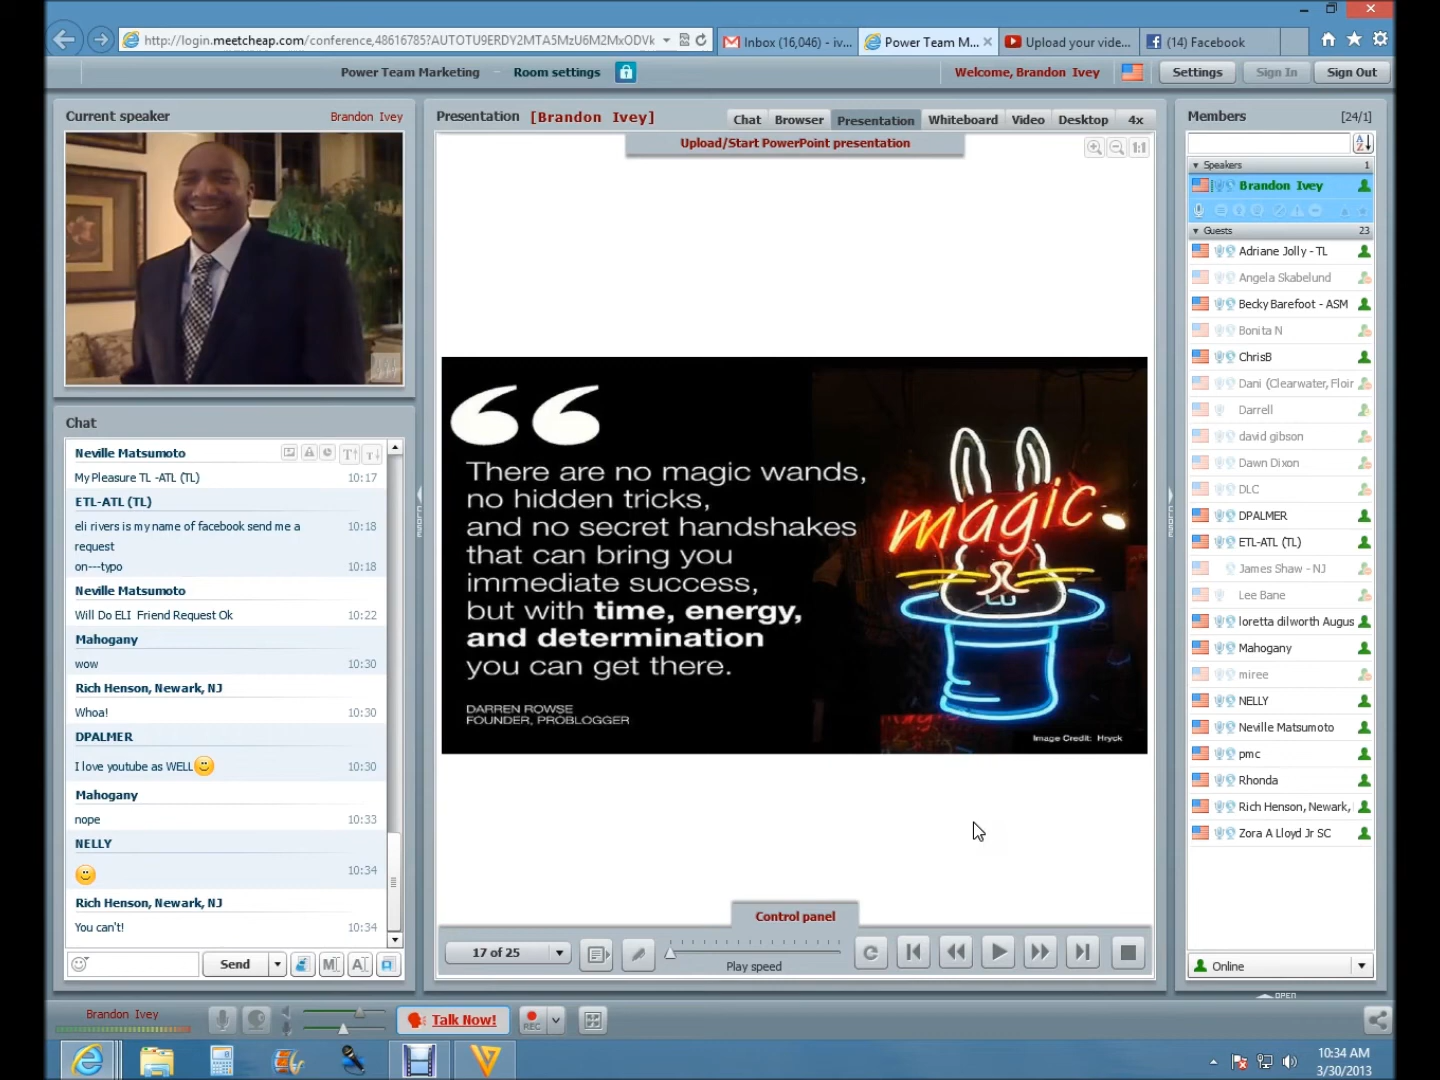 http://login.meetcheap.com/conference,48616785?AUTOTU9ERDY2MTA5MzU6M2MxODVk
Inbox (16,046) - iv...
Power Team M...
Upload your vide...
(14) Facebook
Power Team Marketing
Room settings
Welcome, Brandon Ivey
Settings
Sign In
Sign Out
Current speaker
Brandon Ivey
Presentation [Brandon Ivey]
Chat
Browser
Presentation
Whiteboard
Video
Desktop
4x
Members
[24/1]
Upload/Start PowerPoint presentation
1:1
Speakers 1
Brandon Ivey
Guests 23
Adriane Jolly - TL
Angela Skabelund
Becky Barefoot - ASM
Bonita N
ChrisB
Dani (Clearwater, Floir
Darrell
david gibson
Dawn Dixon
DLC
DPALMER
ETL-ATL (TL)
James Shaw - NJ
Lee Bane
loretta dilworth Augus
Mahogany
miree
NELLY
Neville Matsumoto
pmc
Rhonda
Rich Henson, Newark,
Zora A Lloyd Jr SC
Online
OPEN
Chat
Neville Matsumoto
My Pleasure TL -ATL (TL) 10:17
ETL-ATL (TL)
eli rivers is my name of facebook send me a 10:18
request
on---typo 10:18
Neville Matsumoto
Will Do ELI Friend Request Ok 10:22
Mahogany
wow 10:30
Rich Henson, Newark, NJ
Whoa! 10:30
DPALMER
I love youtube as WELL 10:30
Mahogany
nope 10:33
NELLY
10:34
Rich Henson, Newark, NJ
You can't! 10:34
Send
“
There are no magic wands,
no hidden tricks,
and no secret handshakes
that can bring you
immediate success,
but with time, energy,
and determination
you can get there.
DARREN ROWSE
FOUNDER, PROBLOGGER
magic.
Image Credit: Hryck
Control panel
17 of 25
Play speed
Brandon Ivey
Talk Now!
REC
10:34 AM
3/30/2013